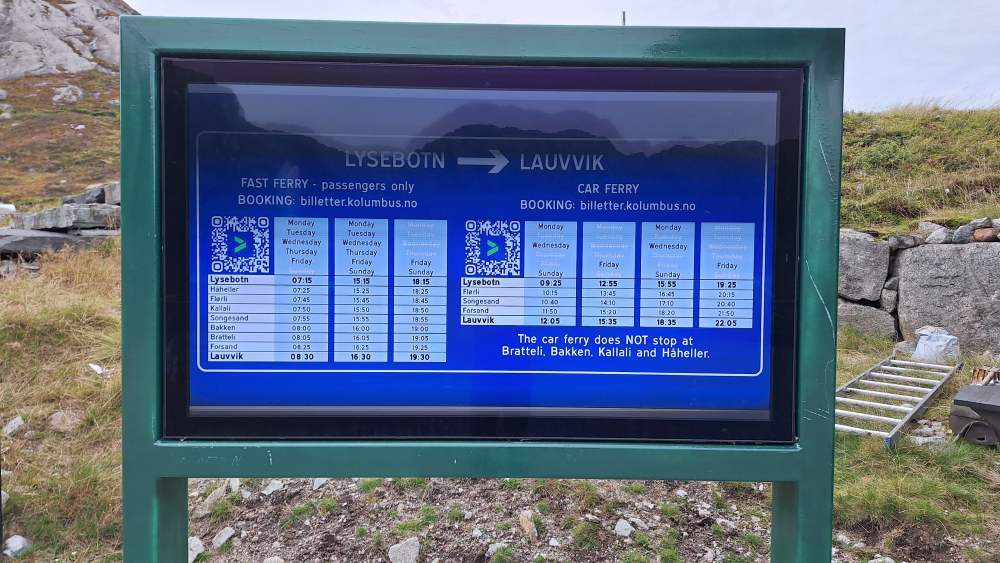 LYSEBOTN → LAUVVIK
FAST FERRY - passengers only
BOOKING: billetter.kolumbus.no
Monday Monday
Tuesday Tuesday
Wednesday Wednesday
Thursday Thursday
Friday Friday Friday
Sunday
Lysebotn 07:15 15:15 18:15
Håheller 07:25 15:25 18:25
Flørli 07:45 15:45 18:45
Kallali 07:50 15:50 18:50
Songesand 07:55 15:55 18:55
Bakken 08:00 16:00 19:00
Bratteli 08:05 16:05
Forsand 08:25 16:25 19:25
Lauvvik 08:30 16:30 19:30
CAR FERRY
BOOKING: billetter.kolumbus.no
Monday Monday
Wednesday Wednesday
Friday Friday
Sunday Sunday
Lysebotn 09:25 12:55 15:55 19:25
Flørli 10:15 13:45 16:45 20:15
Songesand 10:40 14:10 17:10 20:40
Forsand 11:50 15:20 18:20 21:50
Lauvvik 12:05 15:35 18:35 22:05
The car ferry does NOT stop at
Bratteli, Bakken, Kallali and Håheller.